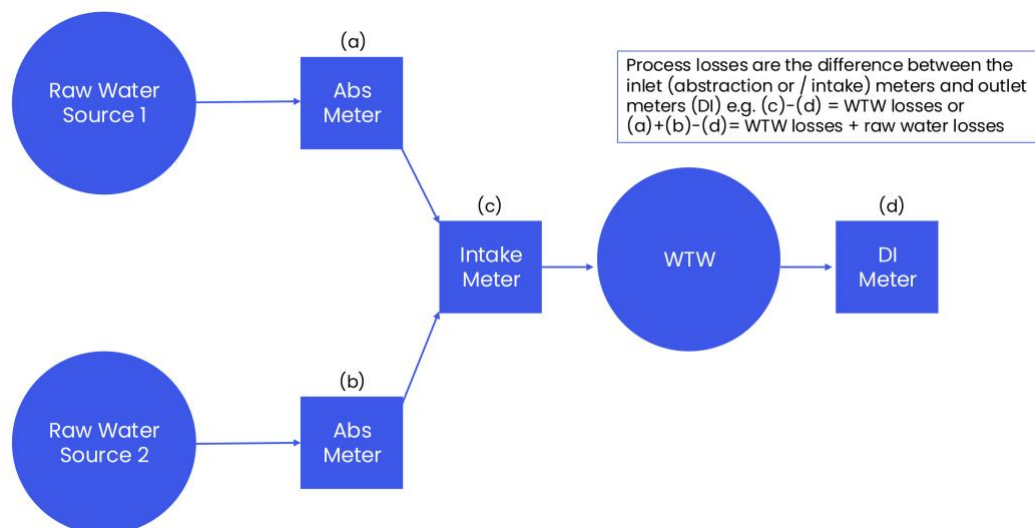 (a)
Raw Water
Source 1
Abs
Meter
Process losses are the difference between the
inlet (abstraction or / intake) meters and outlet
meters (DI) e.g. (c)-(d) = WTW losses or
(a)+(b)-(d)= WTW losses + raw water losses
(c)
Intake
Meter
WTW
(d)
DI
Meter
(b)
Raw Water
Source 2
Abs
Meter